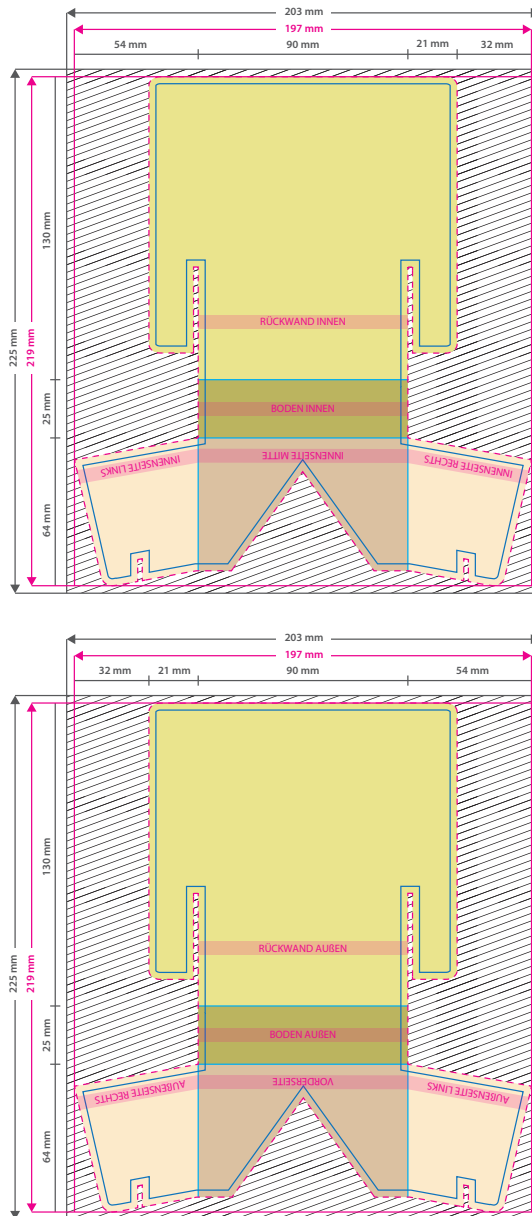 203 mm
197 mm
54 mm 90 mm 21 mm 32 mm
225 mm
219 mm
130 mm
25 mm
64 mm
RÜCKWAND INNEN
BODEN INNEN
INNENSEITE LINKS
INNENSEITE MITTE
INNENSEITE RECHTS
203 mm
197 mm
32 mm 21 mm 90 mm 54 mm
225 mm
219 mm
130 mm
25 mm
64 mm
RÜCKWAND AUßEN
BODEN AUßEN
AUßENSEITE RECHTS
VORDERSEITE
AUßENSEITE LINKS